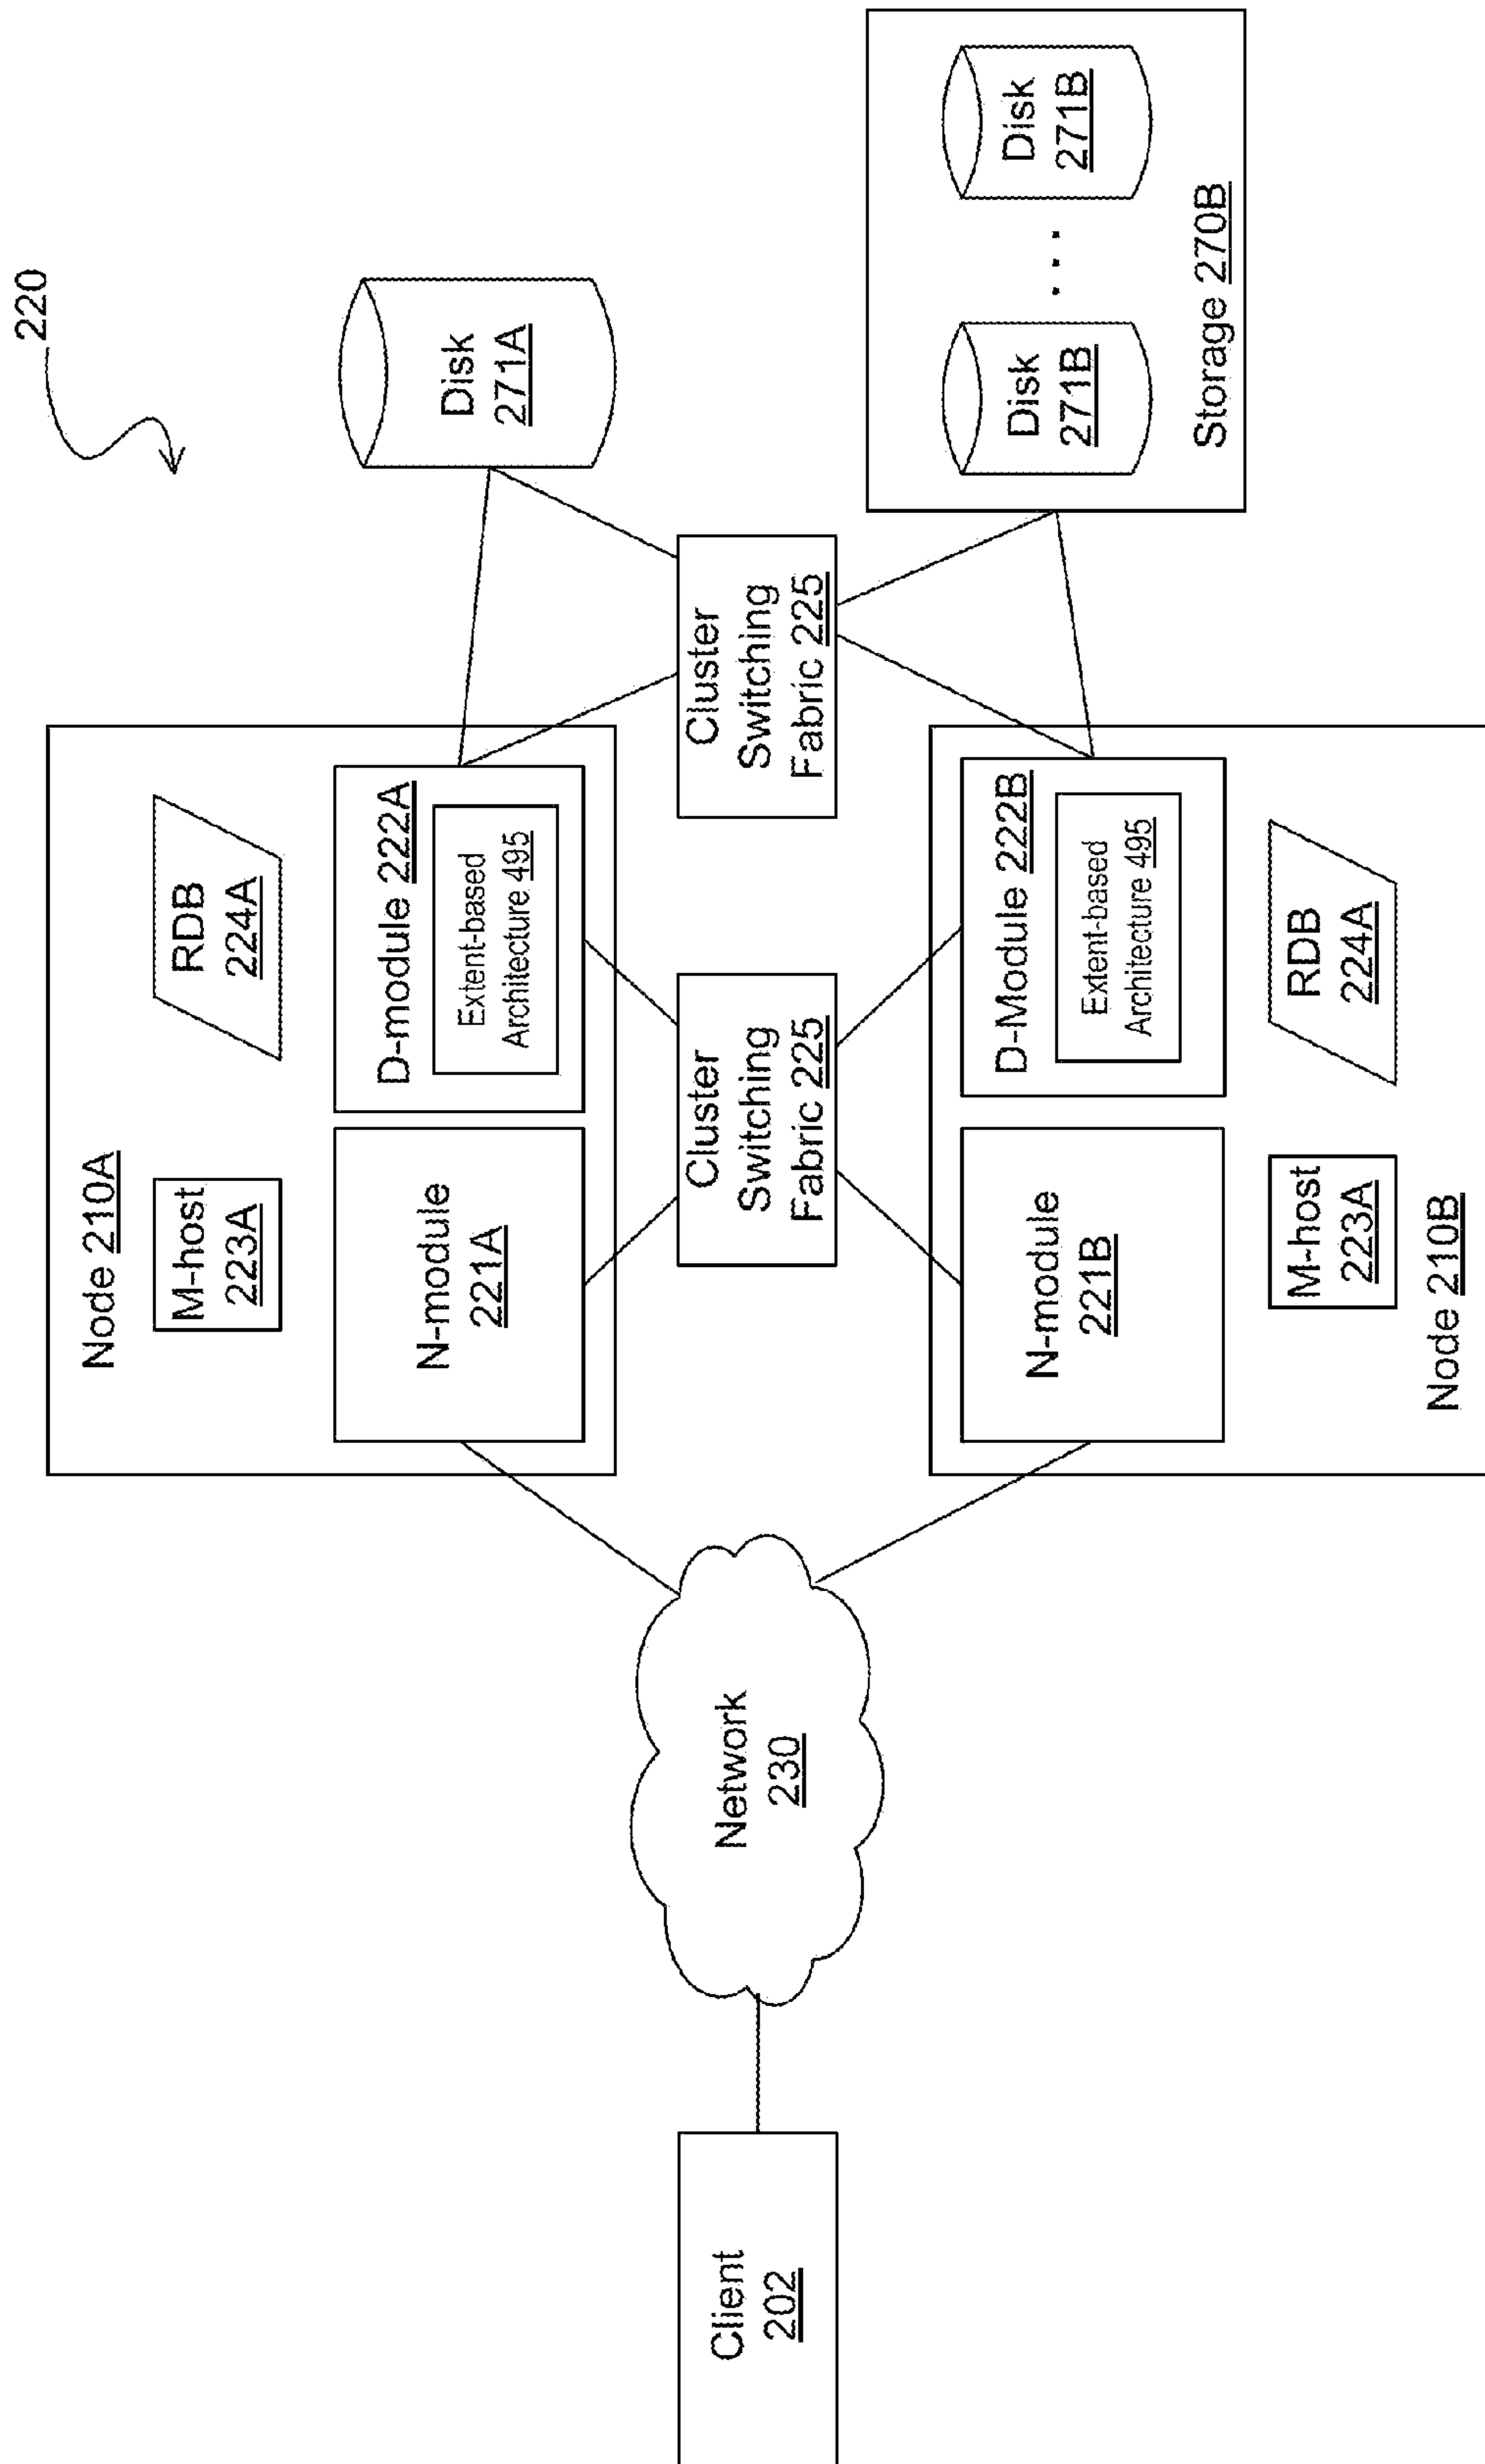 220
Node 210A
M-host
223A
RDB
224A
N-module
221A
D-module 222A
Extent-based
Architecture 495
Disk
271A
Client
202
Network
230
Cluster
Switching
Fabric 225
Cluster
Switching
Fabric 225
N-module
221B
D-Module 222B
Extent-based
Architecture 495
M-host
223A
RDB
224A
Node 210B
Disk
271B
. . .
Disk
271B
Storage 270B